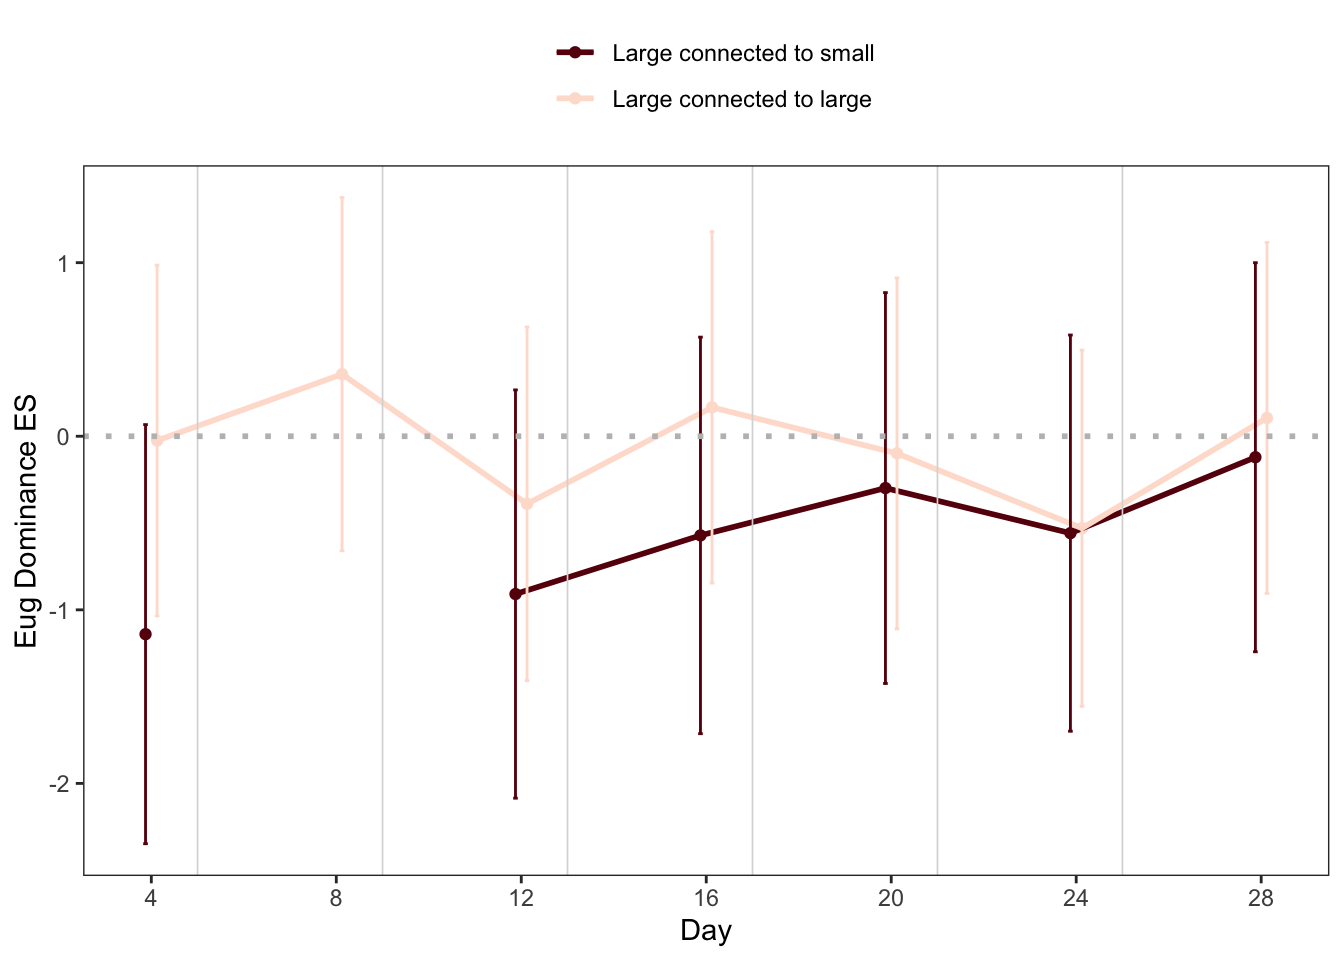 Large connected to small
Large connected to large
Eug Dominance ES
1
0
-1
-2
4 8 12 16 20 24 28
Day